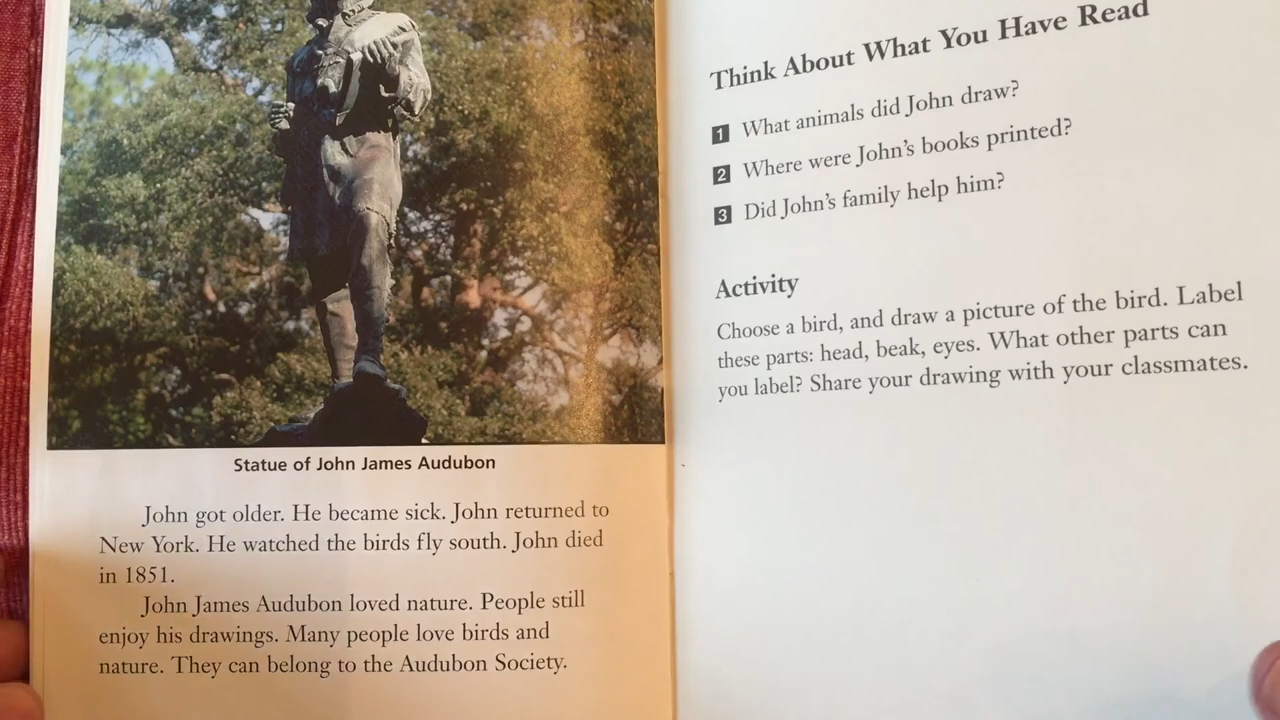 Statue of John James Audubon
John got older. He became sick. John returned to
New York. He watched the birds fly south. John died
in 1851.
John James Audubon loved nature. People still
enjoy his drawings. Many people love birds and
nature. They can belong to the Audubon Society.
Think About What You Have Read
1 What animals did John draw?
2 Where were John's books printed?
3 Did John's family help him?
Activity
Choose a bird, and draw a picture of the bird. Label
these parts: head, beak, eyes. What other parts can
you label? Share your drawing with your classmates.